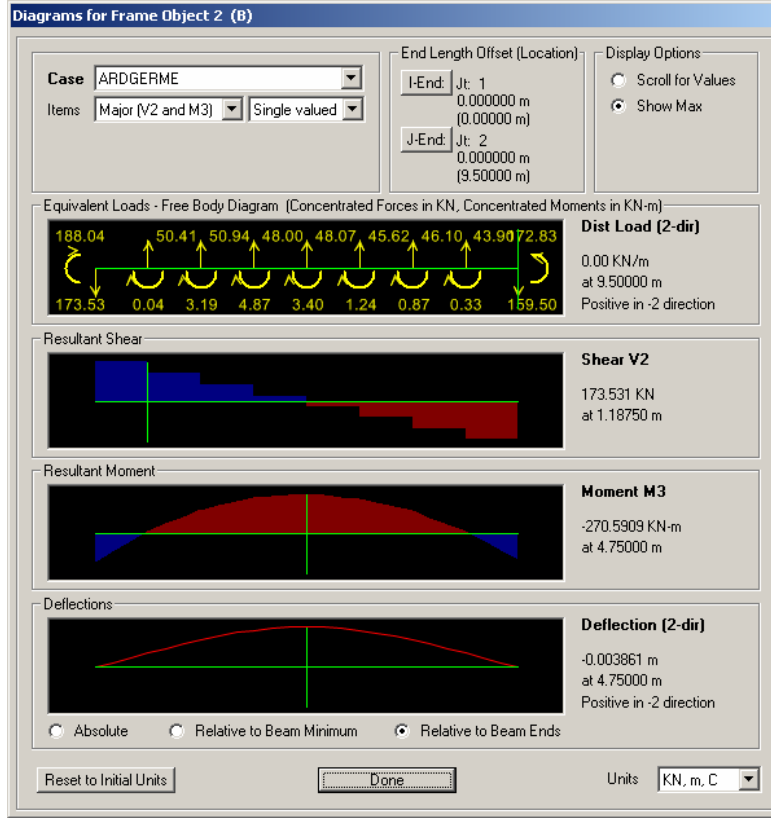 Diagrams for Frame Object 2 (B)
Case ARDGERME
Items Major (V2 and M3) Single valued
End Length Offset (Location)
I-End: Jt: 1
0.000000 m
(0.00000 m)
J-End: Jt: 2
0.000000 m
(9.50000 m)
Display Options
Scroll for Values
Show Max
Equivalent Loads - Free Body Diagram (Concentrated Forces in KN, Concentrated Moments in KN-m)
188.04 50.41 50.94 48.00 48.07 45.62 46.10 43.90 172.83
173.53 0.04 3.19 4.87 3.40 1.24 0.87 0.33 159.50
Dist Load (2-dir)
0.00 KN/m
at 9.50000 m
Positive in -2 direction
Resultant Shear
Shear V2
173.531 KN
at 1.18750 m
Resultant Moment
Moment M3
-270.5909 KN-m
at 4.75000 m
Deflections
Deflection (2-dir)
-0.003861 m
at 4.75000 m
Positive in -2 direction
Absolute Relative to Beam Minimum Relative to Beam Ends
Reset to Initial Units Done Units KN, m, C